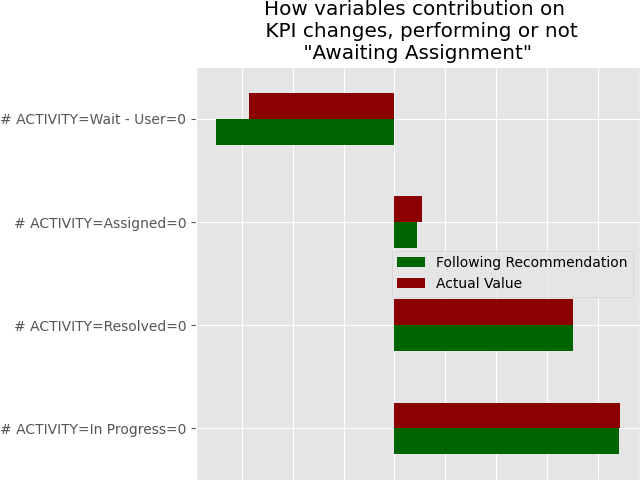 How variables contribution on
KPI changes, performing or not
"Awaiting Assignment"
# ACTIVITY=Wait - User=0
# ACTIVITY=Assigned=0
Following Recommendation
Actual Value
# ACTIVITY=Resolved=0
# ACTIVITY=In Progress=0